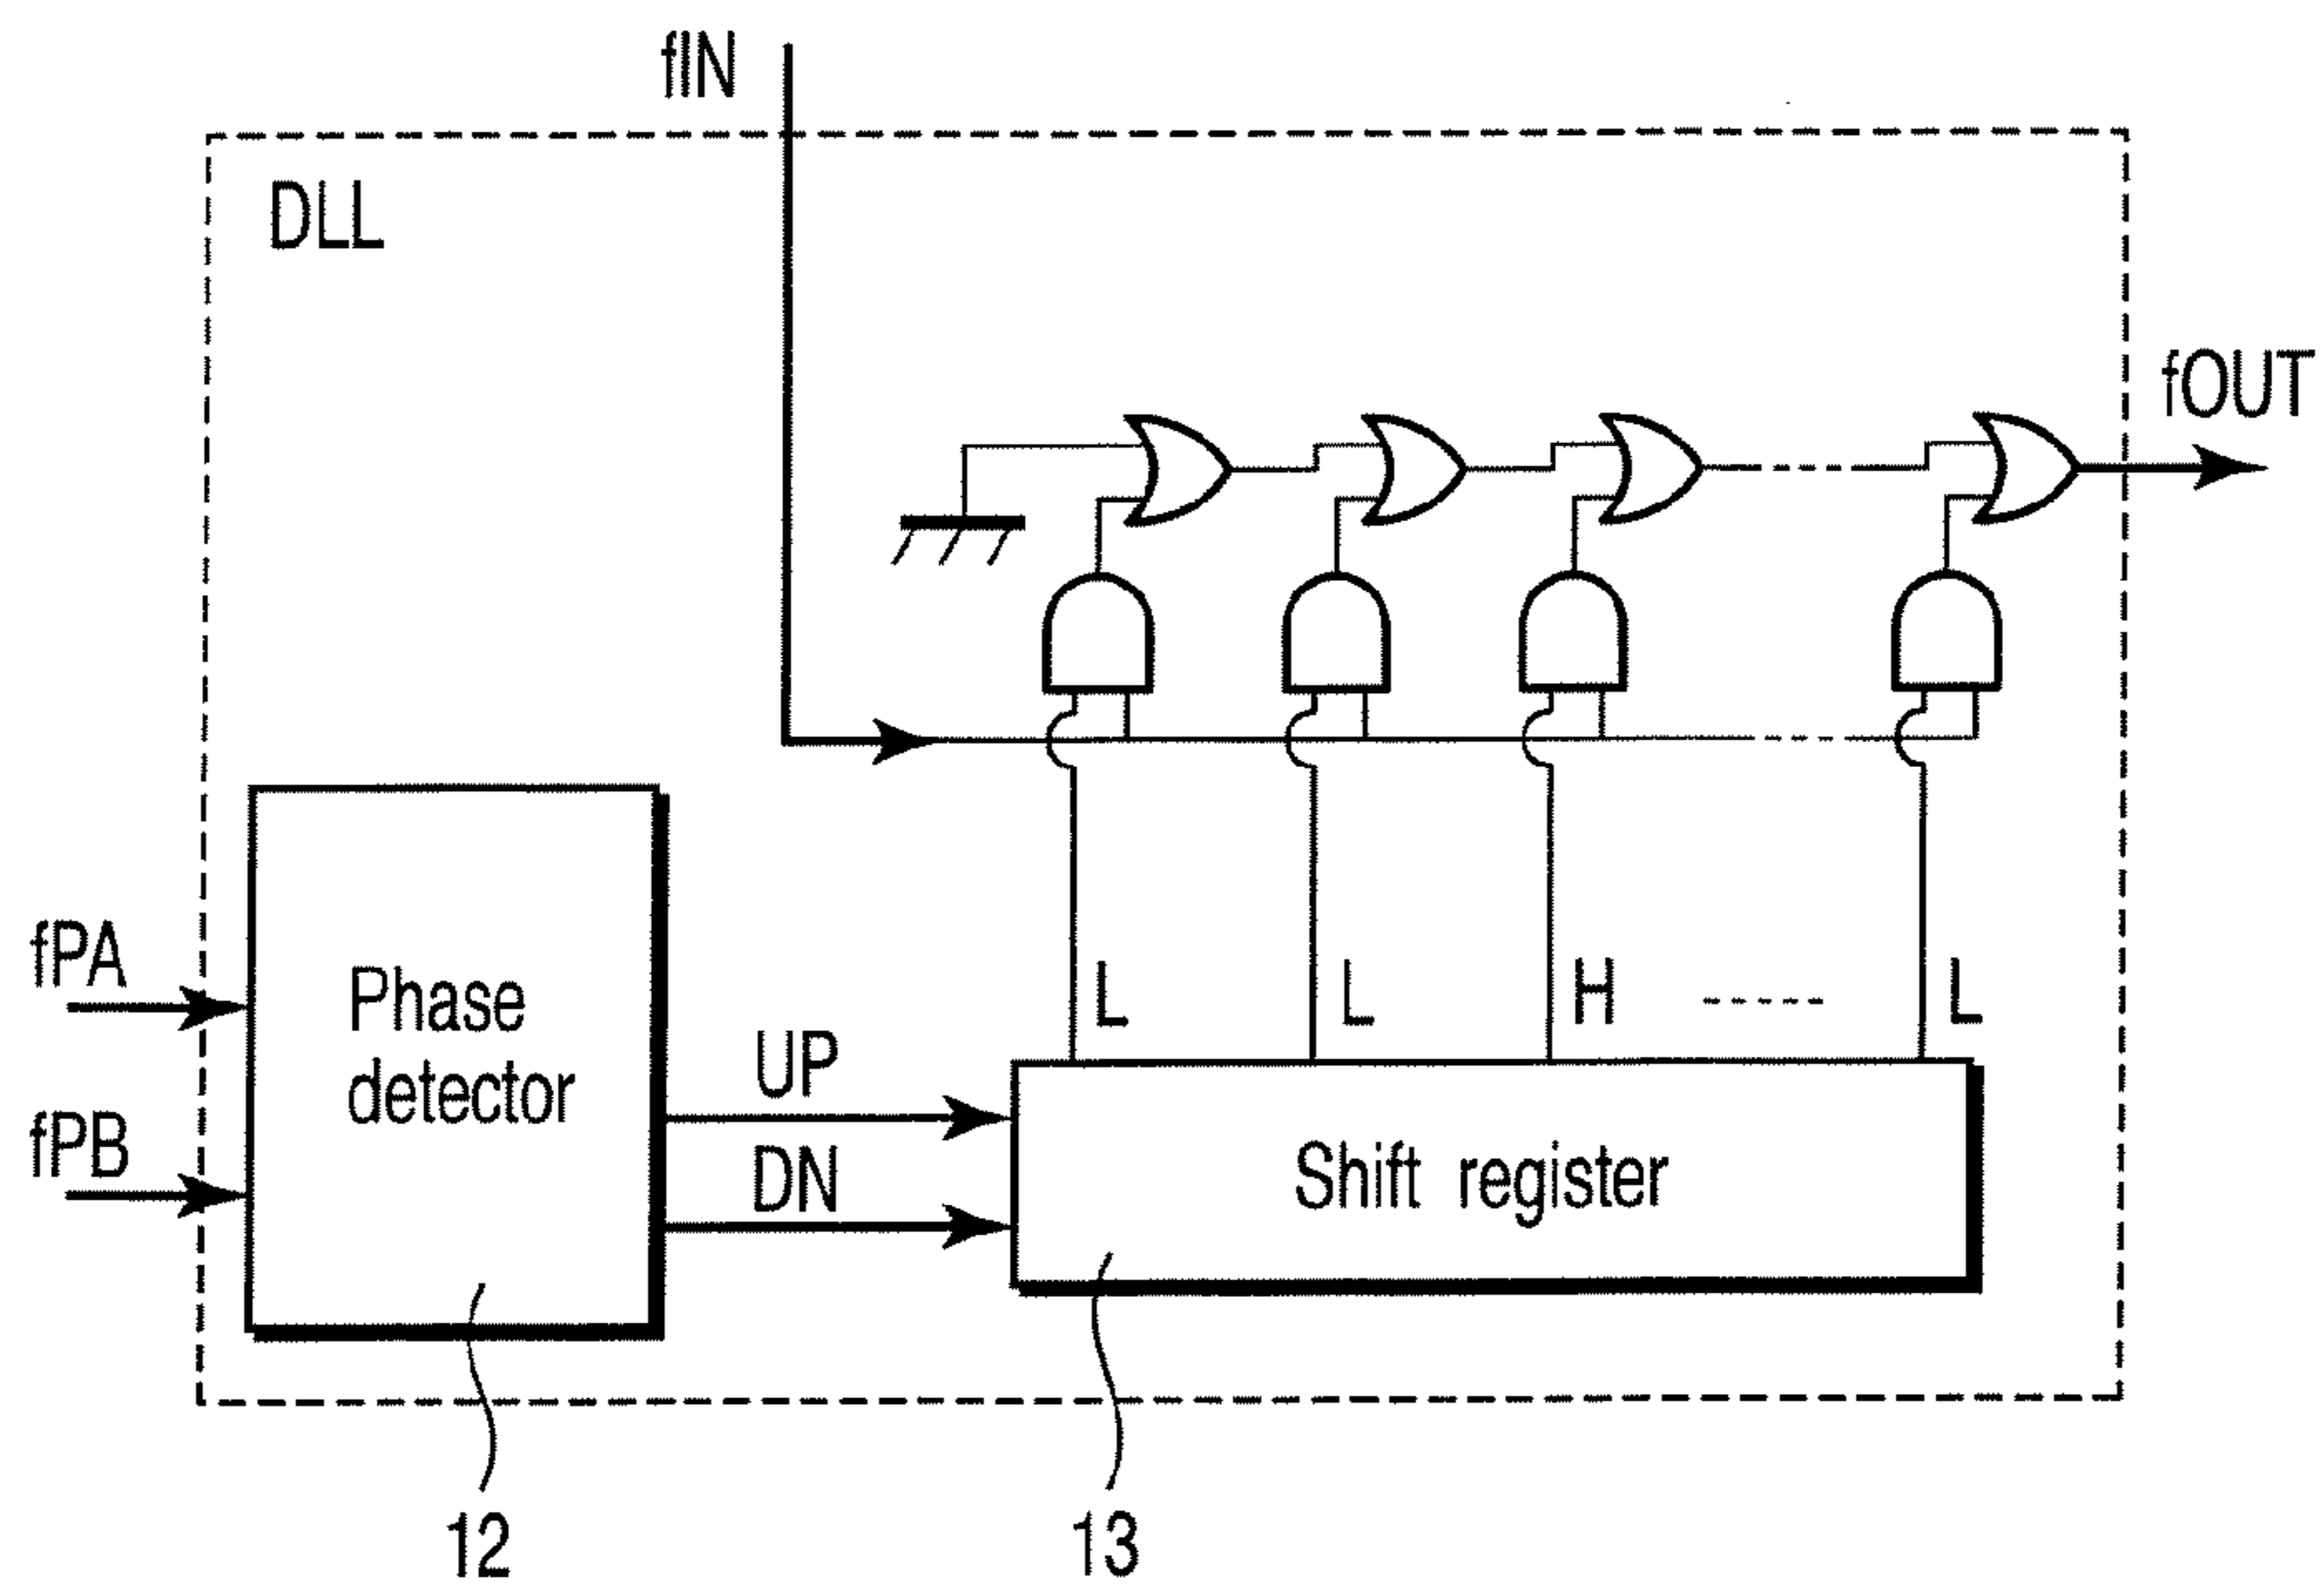 fIN
DLL
fOUT
fPA
fPB
Phase
detector
UP
DN
L L H L
Shift register
12
13